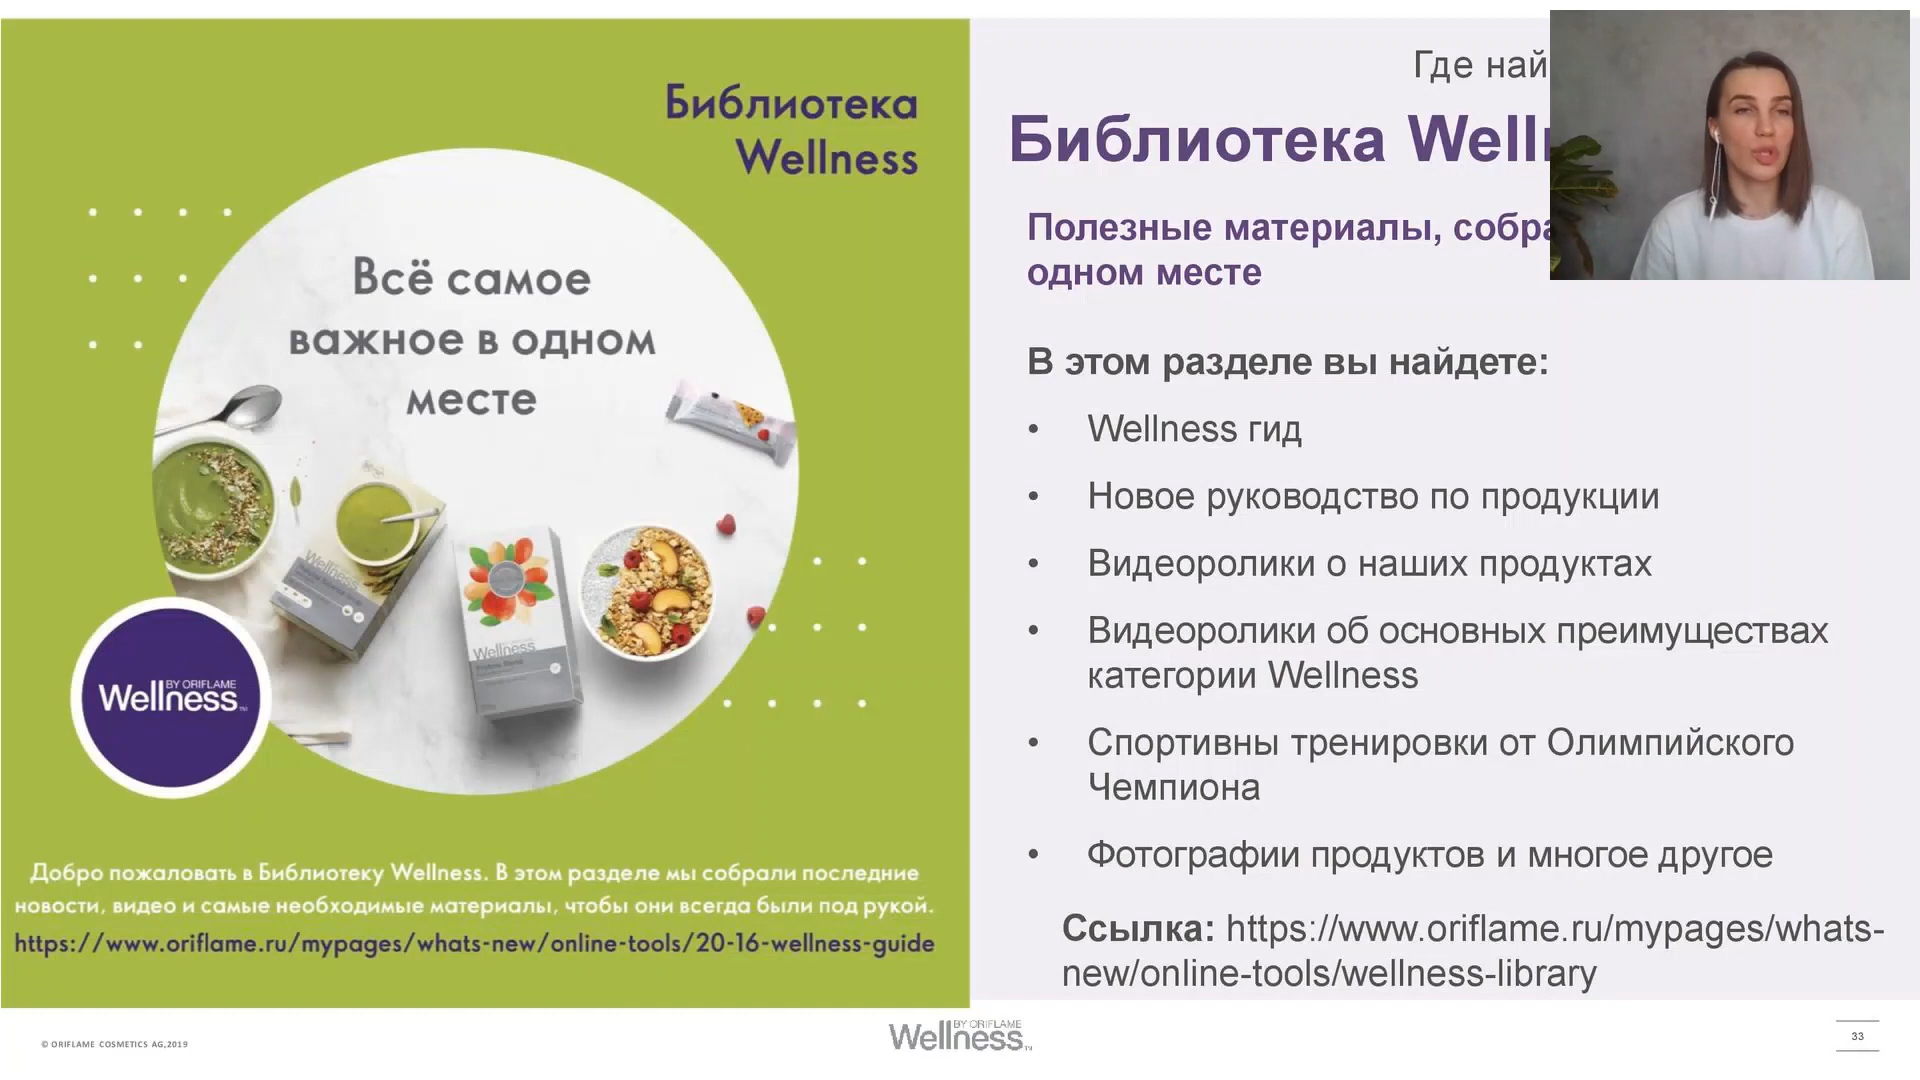 Библиотека
Wellness
Всё самое
важное в одном
месте
Wellness
Wellness
Protein Blend
BY ORIFLAME
Wellness™
Добро пожаловать в Библиотеку Wellness. В этом разделе мы собрали последние
новости, видео и самые необходимые материалы, чтобы они всегда были под рукой.
https://www.oriflame.ru/mypages/whats-new/online-tools/20-16-wellness-guide
Где най
Библиотека Well
Полезные материалы, собра
одном месте
В этом разделе вы найдете:
• Wellness гид
• Новое руководство по продукции
• Видеоролики о наших продуктах
• Видеоролики об основных преимуществах
категории Wellness
• Спортивны тренировки от Олимпийского
Чемпиона
• Фотографии продуктов и многое другое
Ссылка: https://www.oriflame.ru/mypages/whats-
new/online-tools/wellness-library
© ORIFLAME COSMETICS AG,2019
BY ORIFLAME
Wellness™
33